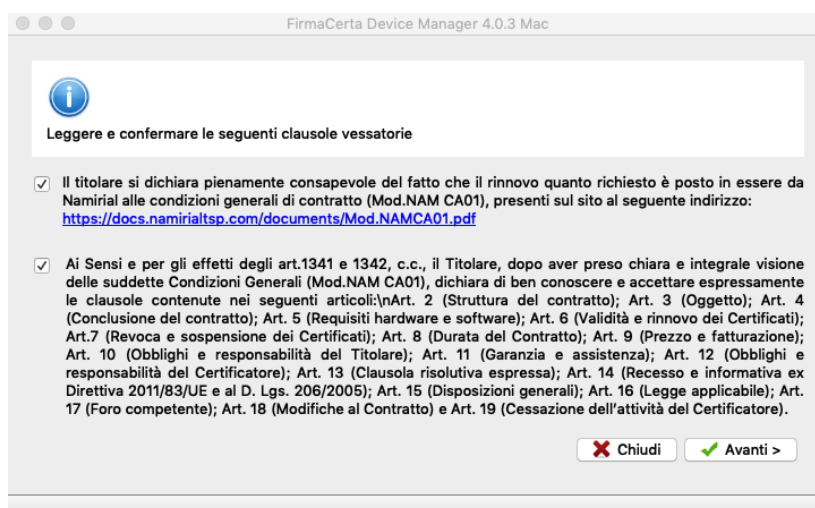 FirmaCerta Device Manager 4.0.3 Mac
Leggere e confermare le seguenti clausole vessatorie
Il titolare si dichiara pienamente consapevole del fatto che il rinnovo quanto richiesto è posto in essere da
Namirial alle condizioni generali di contratto (Mod.NAM CA01), presenti sul sito al seguente indirizzo:
https://docs.namirialtsp.com/documents/Mod.NAMCA01.pdf
Ai Sensi e per gli effetti degli art.1341 e 1342, c.c., il Titolare, dopo aver preso chiara e integrale visione
delle suddette Condizioni Generali (Mod.NAM CA01), dichiara di ben conoscere e accettare espressamente
le clausole contenute nei seguenti articoli:\nArt. 2 (Struttura del contratto); Art. 3 (Oggetto); Art. 4
(Conclusione del contratto); Art. 5 (Requisiti hardware e software); Art. 6 (Validità e rinnovo dei Certificati);
Art.7 (Revoca e sospensione dei Certificati); Art. 8 (Durata del Contratto); Art. 9 (Prezzo e fatturazione);
Art. 10 (Obblighi e responsabilità del Titolare); Art. 11 (Garanzia e assistenza); Art. 12 (Obblighi e
responsabilità del Certificatore); Art. 13 (Clausola risolutiva espressa); Art. 14 (Recesso e informativa ex
Direttiva 2011/83/UE e al D. Lgs. 206/2005); Art. 15 (Disposizioni generali); Art. 16 (Legge applicabile); Art.
17 (Foro competente); Art. 18 (Modifiche al Contratto) e Art. 19 (Cessazione dell'attività del Certificatore).
Chiudi
Avanti >